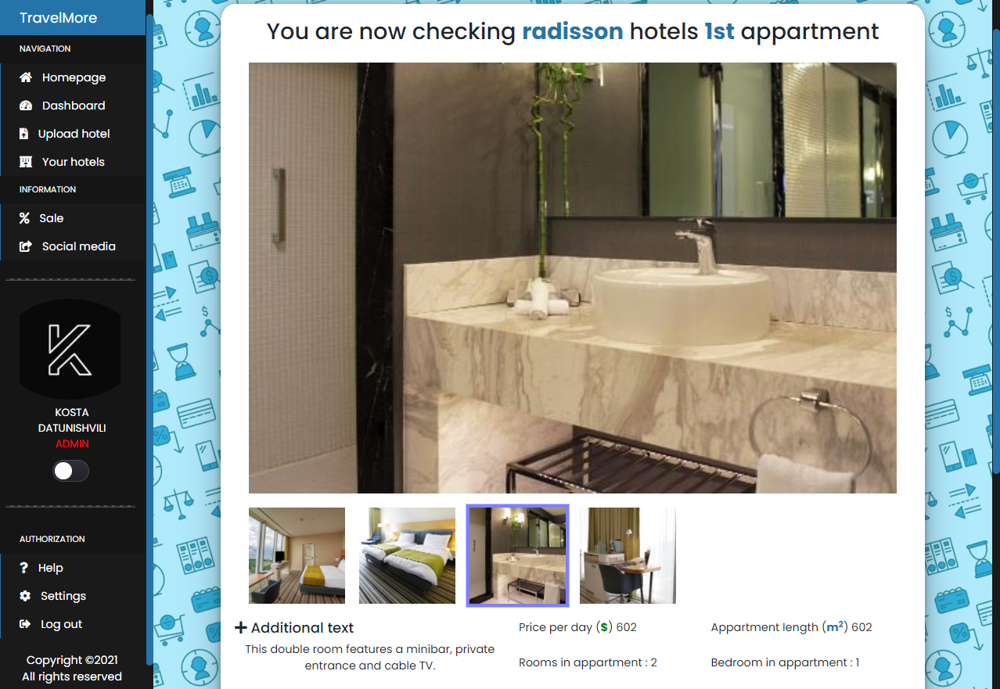 TravelMore
NAVIGATION
Homepage
Dashboard
Upload hotel
Your hotels
INFORMATION
Sale
Social media
KOSTA
DATUNISHVILI
ADMIN
AUTHORIZATION
Help
Settings
Log out
Copyright ©2021
All rights reserved
You are now checking radisson hotels 1st appartment
Additional text
This double room features a minibar, private
entrance and cable TV.
Price per day ($) 602
Appartment length (m²) 602
Rooms in appartment : 2
Bedroom in appartment : 1